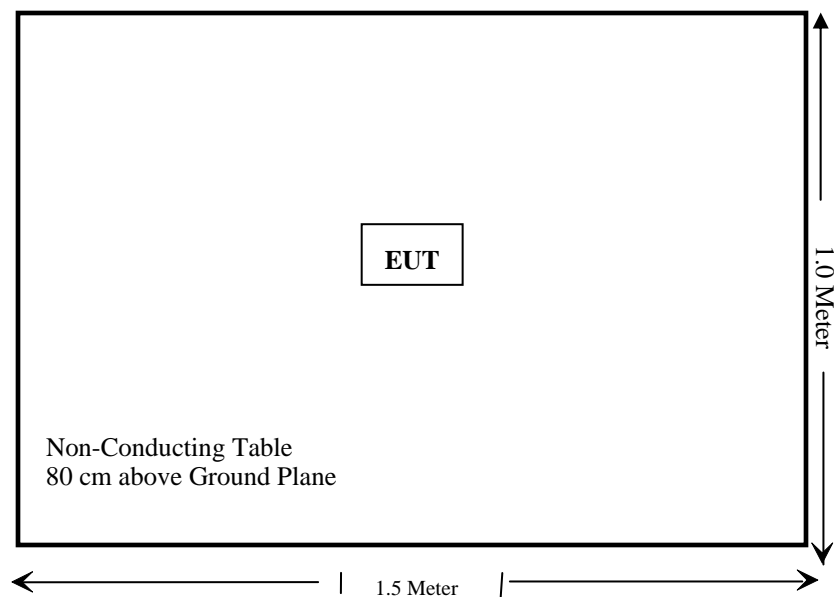 EUT
1.0 Meter
Non-Conducting Table
80 cm above Ground Plane
1.5 Meter